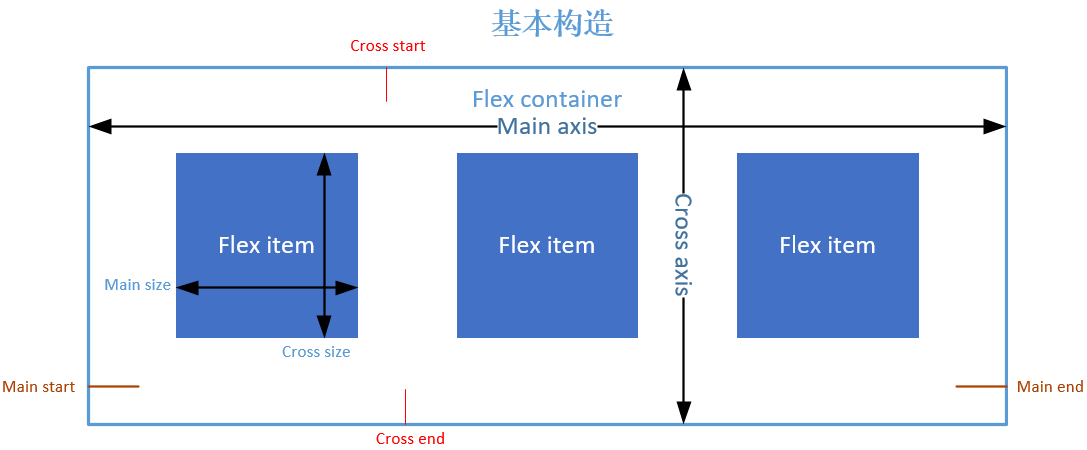 基本构造
Cross start
Flex container
Main axis
Cross axis
Flex item
Flex item
Flex item
Main size
Cross size
Main start
Main end
Cross end